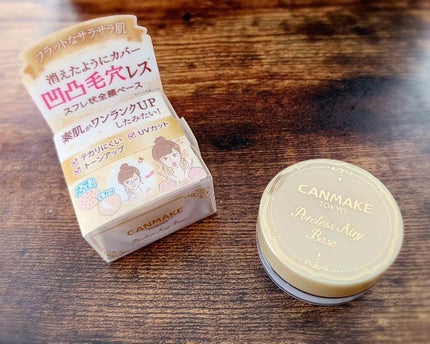 フラットなサラサラ肌
消えたようにカバー
凹凸毛穴レス
スフレ状全顔ベース
素肌がワンランクUP
したみたい!
テカリにくい
UVカット
トーンアップ
CANMAKE
Poreless Airy
Base
CANMAKE
TOKYO
Poreless Airy
Base